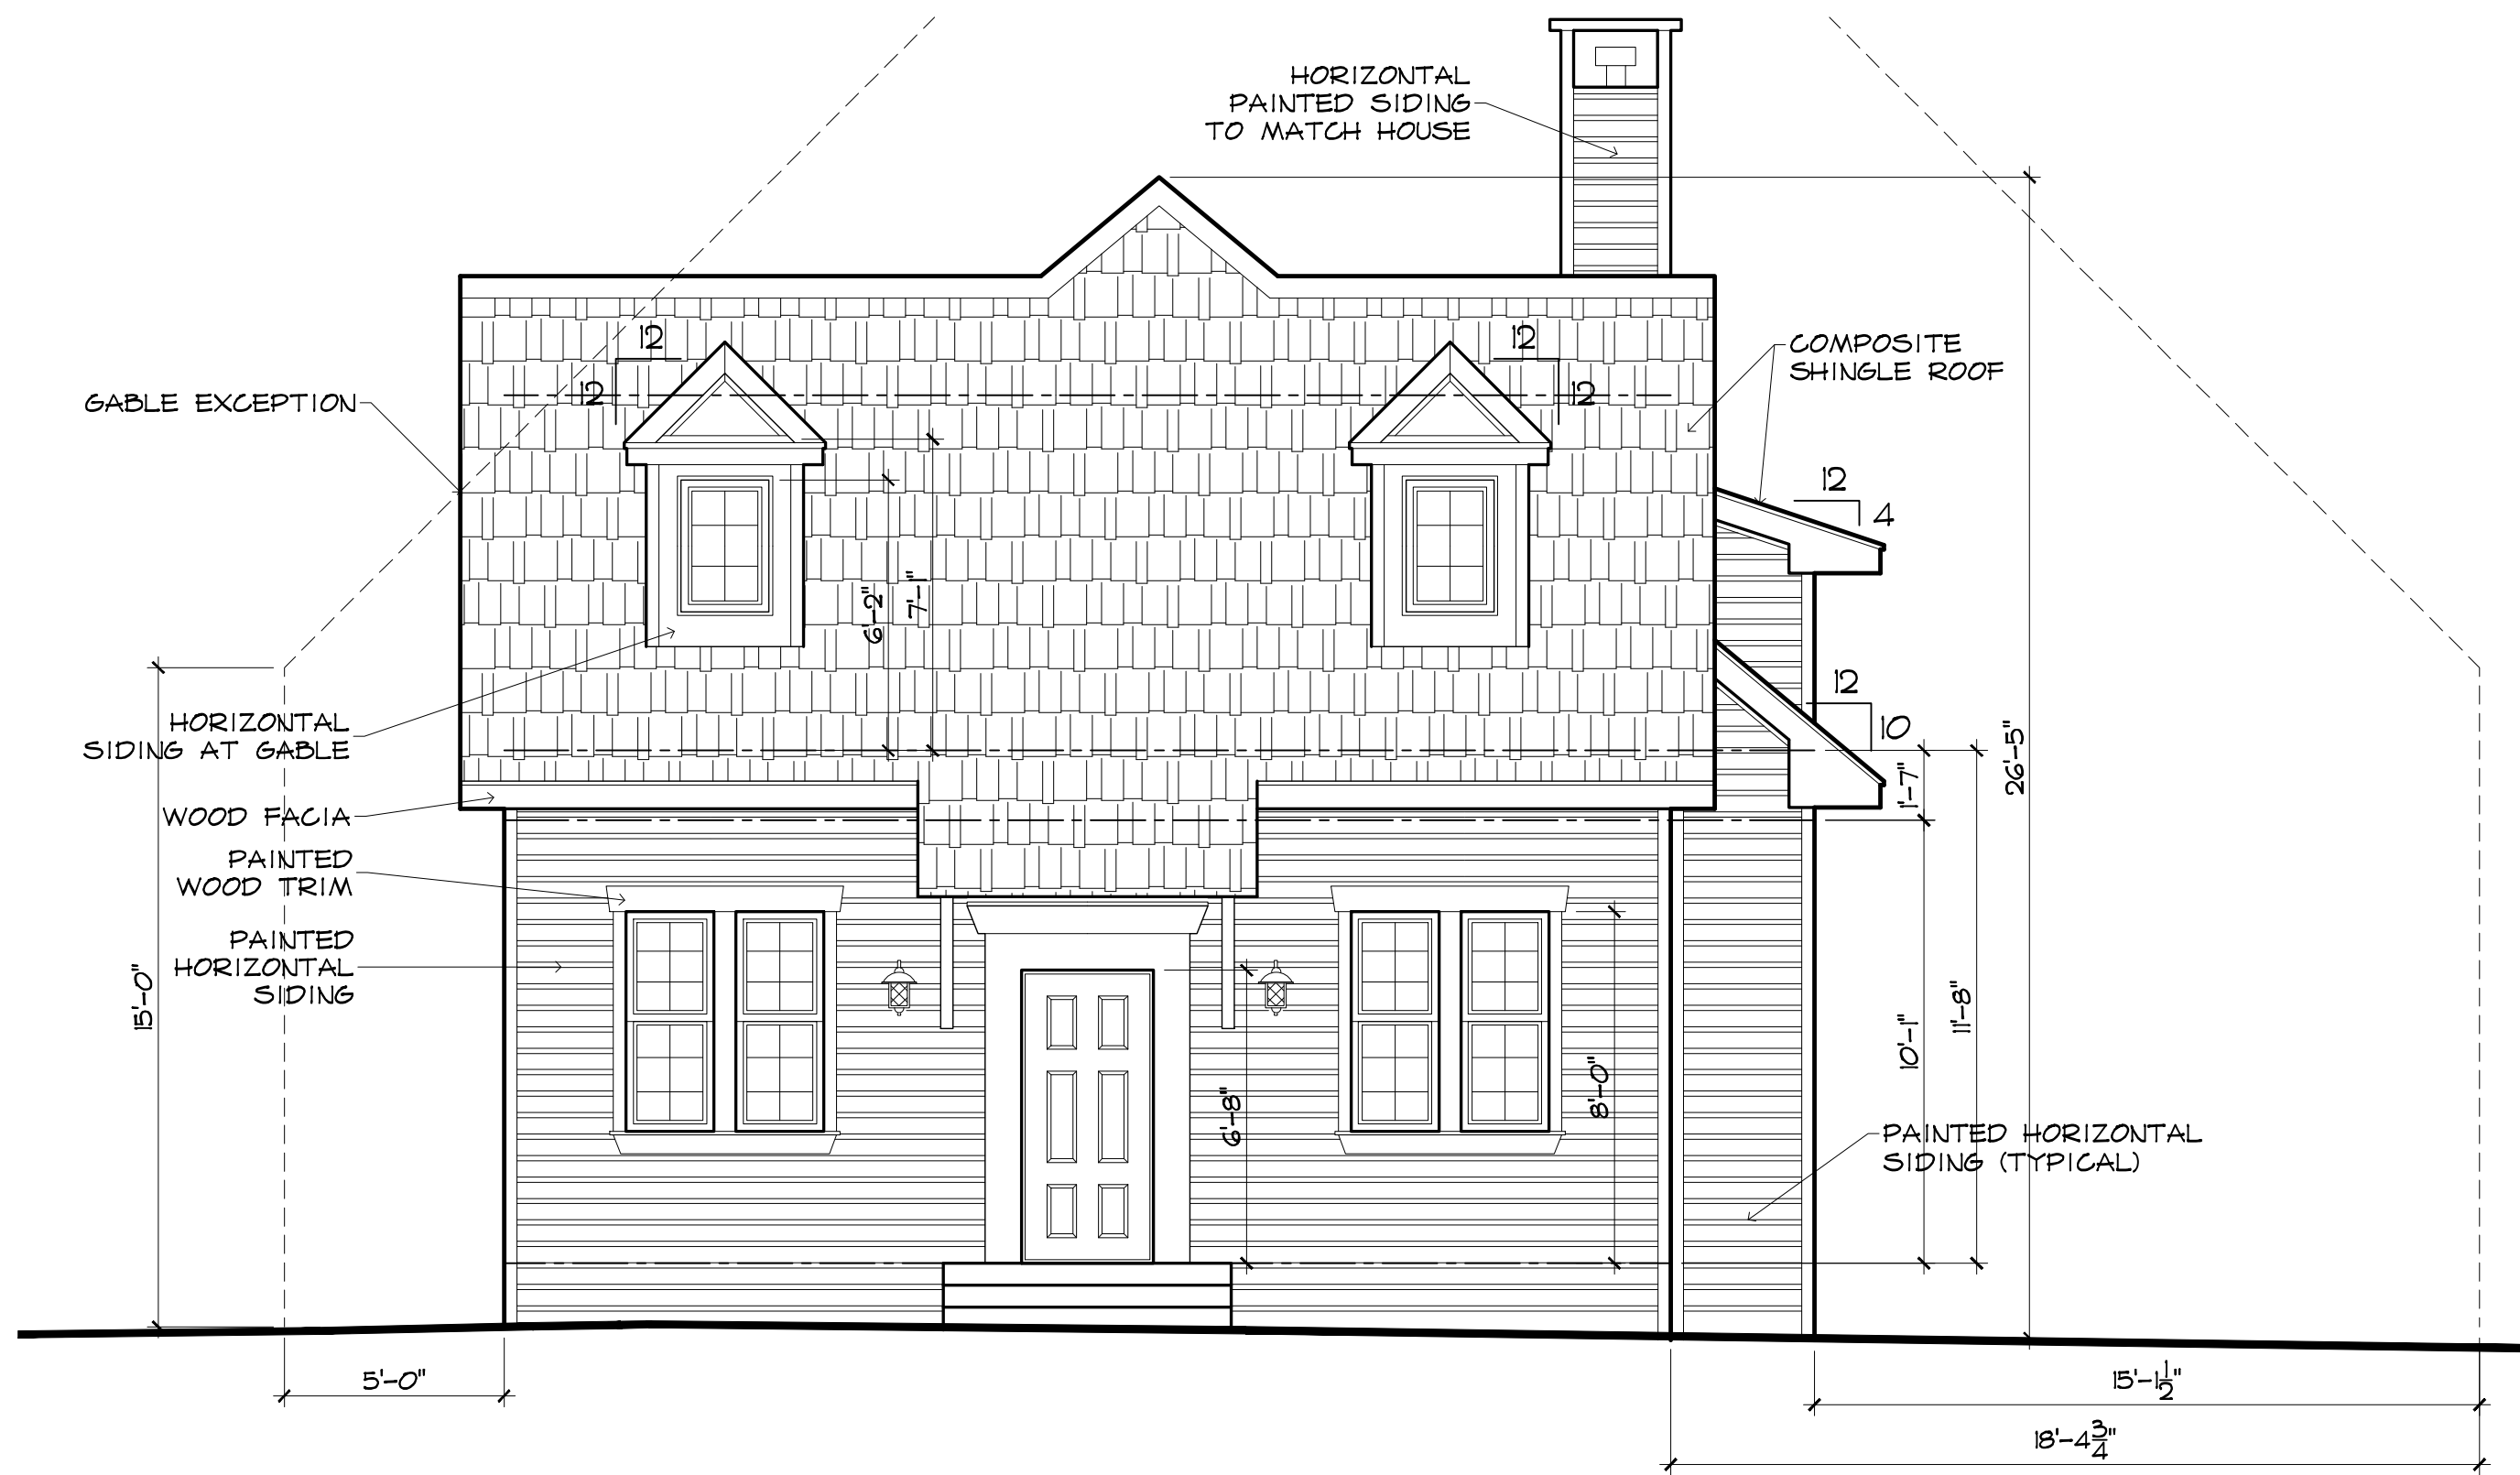 HORIZONTAL
PAINTED SIDING
TO MATCH HOUSE
12
12
12
12
COMPOSITE
SHINGLE ROOF
GABLE EXCEPTION
12
4
6'-2"
7'-1"
12
10
HORIZONTAL
SIDING AT GABLE
26'-5"
1'-7"
WOOD FACIA
PAINTED
WOOD TRIM
PAINTED
HORIZONTAL
SIDING
15'-0"
10'-1"
11'-8"
6'-8"
8'-0"
PAINTED HORIZONTAL
SIDING (TYPICAL)
5'-0"
15'-1 1/2"
18'-4 3/4"